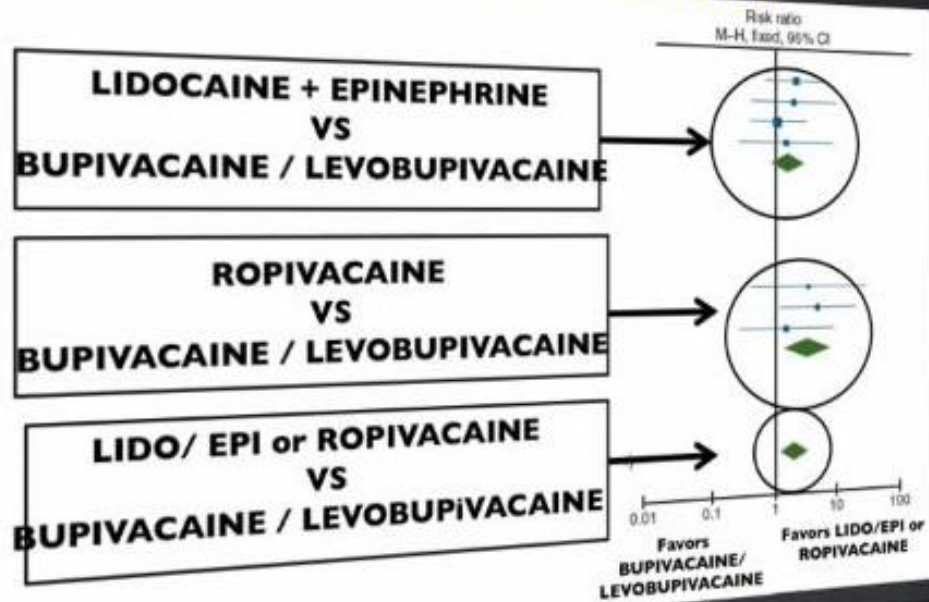 Risk ratio
M–H, fixed, 95% CI
LIDOCAINE + EPINEPHRINE
VS
BUPIVACAINE / LEVOBUPIVACAINE
ROPIVACAINE
VS
BUPIVACAINE / LEVOBUPIVACAINE
LIDO/ EPI or ROPIVACAINE
VS
BUPIVACAINE / LEVOBUPiVACAINE
0.01 0.1 1 10 100
Favors
BUPIVACAINE/
LEVOBUPIVACAINE
Favors LIDO/EPI or
ROPIVACAINE